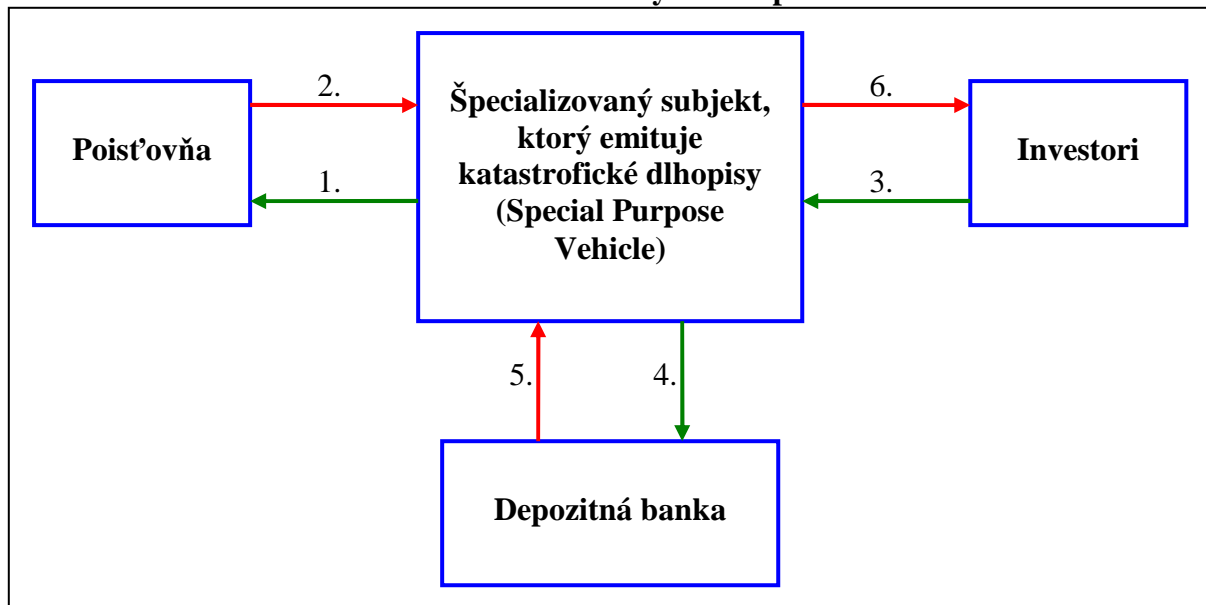 2.
Poisťovňa
1.
Špecializovaný subjekt,
ktorý emituje
katastrofické dlhopisy
(Special Purpose
Vehicle)
6.
Investori
3.
5.
4.
Depozitná banka